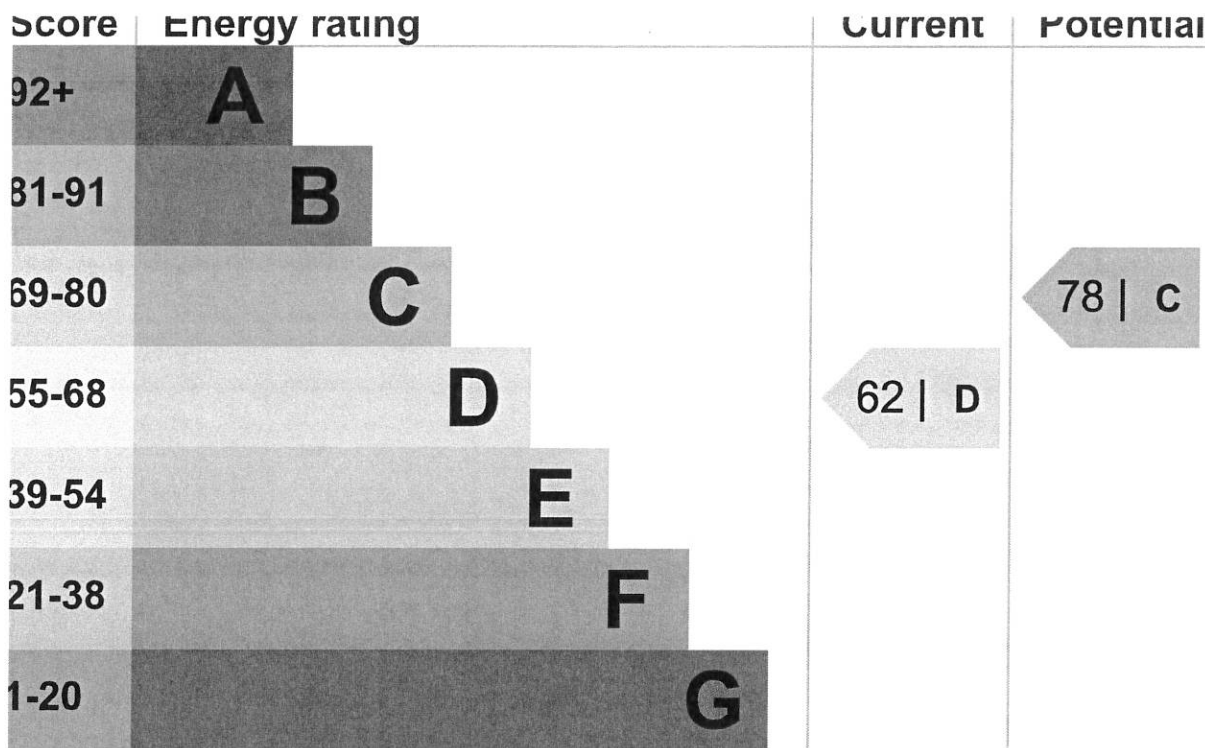 Score Energy rating Current Potential
92+ A
81-91 B
69-80 C 78 | C
55-68 D 62 | D
39-54 E
21-38 F
1-20 G